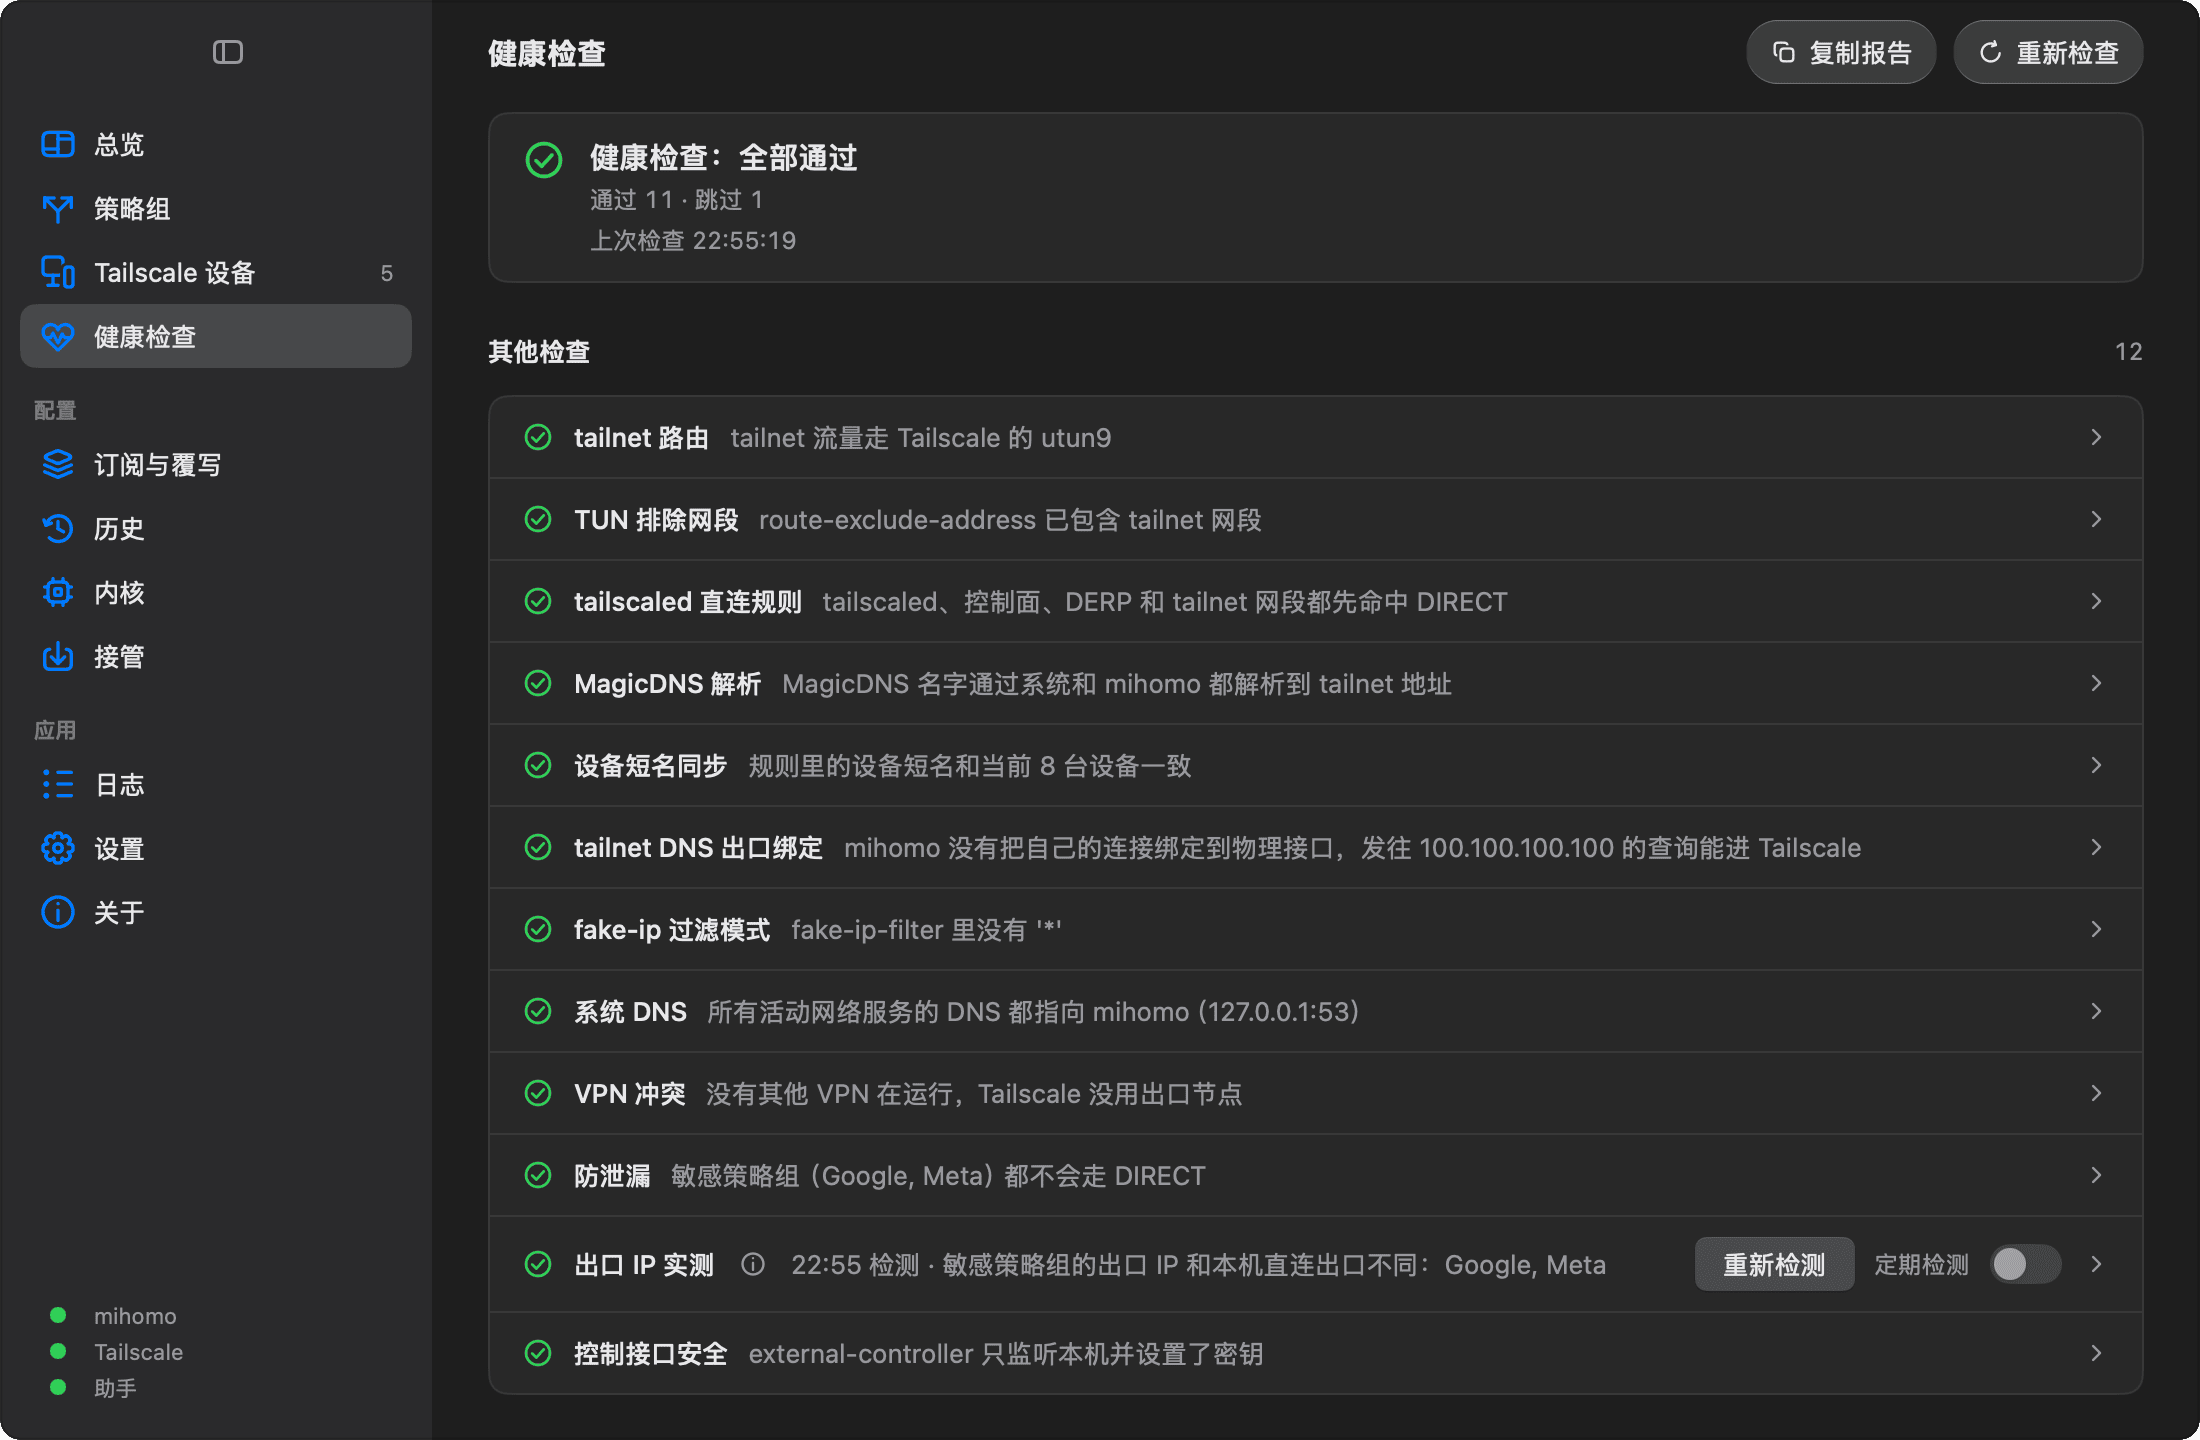 总览
策略组
Tailscale 设备 5
健康检查
配置
订阅与覆写
历史
内核
接管
应用
日志
设置
关于
mihomo
Tailscale
助手
健康检查
复制报告
重新检查
健康检查：全部通过
通过 11 · 跳过 1
上次检查 22:55:19
其他检查 12
tailnet 路由 tailnet 流量走 Tailscale 的 utun9
TUN 排除网段 route-exclude-address 已包含 tailnet 网段
tailscaled 直连规则 tailscaled、控制面、DERP 和 tailnet 网段都先命中 DIRECT
MagicDNS 解析 MagicDNS 名字通过系统和 mihomo 都解析到 tailnet 地址
设备短名同步 规则里的设备短名和当前 8 台设备一致
tailnet DNS 出口绑定 mihomo 没有把自己的连接绑定到物理接口，发往 100.100.100.100 的查询能进 Tailscale
fake-ip 过滤模式 fake-ip-filter 里没有 '*'
系统 DNS 所有活动网络服务的 DNS 都指向 mihomo (127.0.0.1:53)
VPN 冲突 没有其他 VPN 在运行，Tailscale 没用出口节点
防泄漏 敏感策略组（Google, Meta）都不会走 DIRECT
出口 IP 实测 22:55 检测 · 敏感策略组的出口 IP 和本机直连出口不同：Google, Meta 重新检测 定期检测
控制接口安全 external-controller 只监听本机并设置了密钥